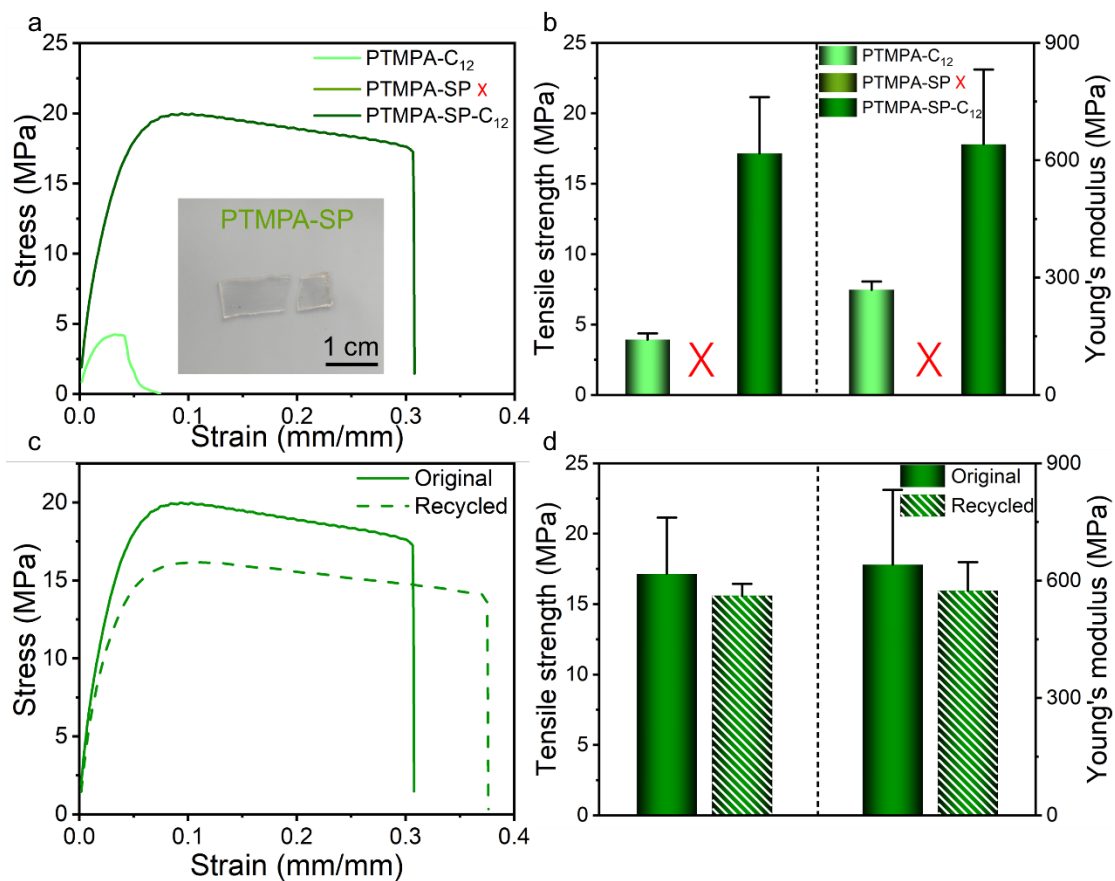 a
25
20
15
10
5
0
Stress (MPa)
0.0 0.1 0.2 0.3 0.4
Strain (mm/mm)
PTMPA-C₁₂
PTMPA-SP X
PTMPA-SP-C₁₂
PTMPA-SP
1 cm
b
25
20
15
10
5
0
Tensile strength (MPa)
PTMPA-C₁₂
PTMPA-SP X
PTMPA-SP-C₁₂
X
X
900
600
300
0
Young's modulus (MPa)
c
20
15
10
5
0
Stress (MPa)
0.0 0.1 0.2 0.3 0.4
Strain (mm/mm)
Original
Recycled
d
25
20
15
10
5
0
Tensile strength (MPa)
Original
Recycled
900
600
300
0
Young's modulus (MPa)